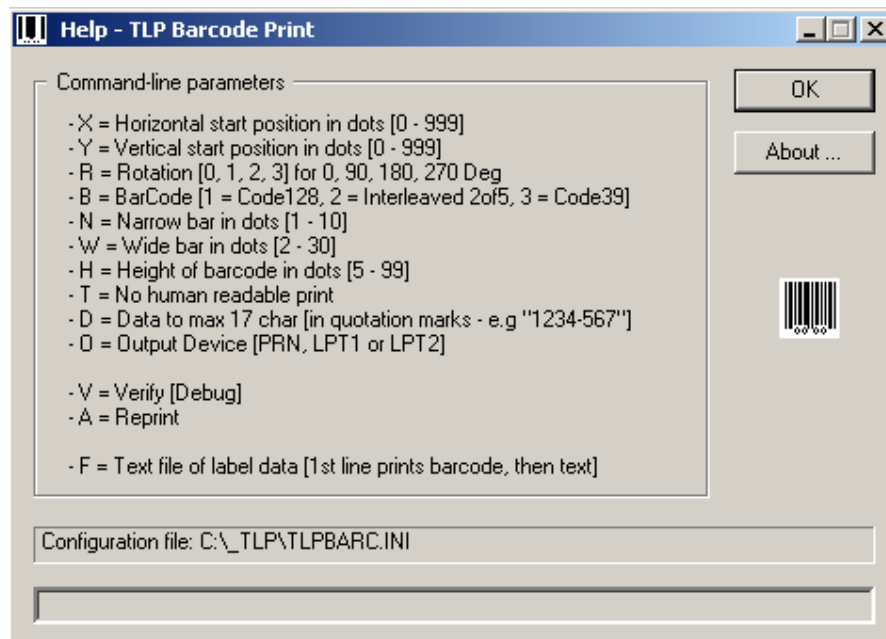 Help - TLP Barcode Print
Command-line parameters
OK
- X = Horizontal start position in dots [0 - 999]
- Y = Vertical start position in dots [0 - 999]
About ...
- R = Rotation [0, 1, 2, 3] for 0, 90, 180, 270 Deg
- B = BarCode [1 = Code128, 2 = Interleaved 2of5, 3 = Code39]
- N = Narrow bar in dots [1 - 10]
- W = Wide bar in dots [2 - 30]
- H = Height of barcode in dots [5 - 99]
- T = No human readable print
- D = Data to max 17 char [in quotation marks - e.g "1234-567"]
- O = Output Device [PRN, LPT1 or LPT2]
- V = Verify [Debug]
- A = Reprint
- F = Text file of label data [1st line prints barcode, then text]
Configuration file: C:\_TLP\TLPBARC.INI